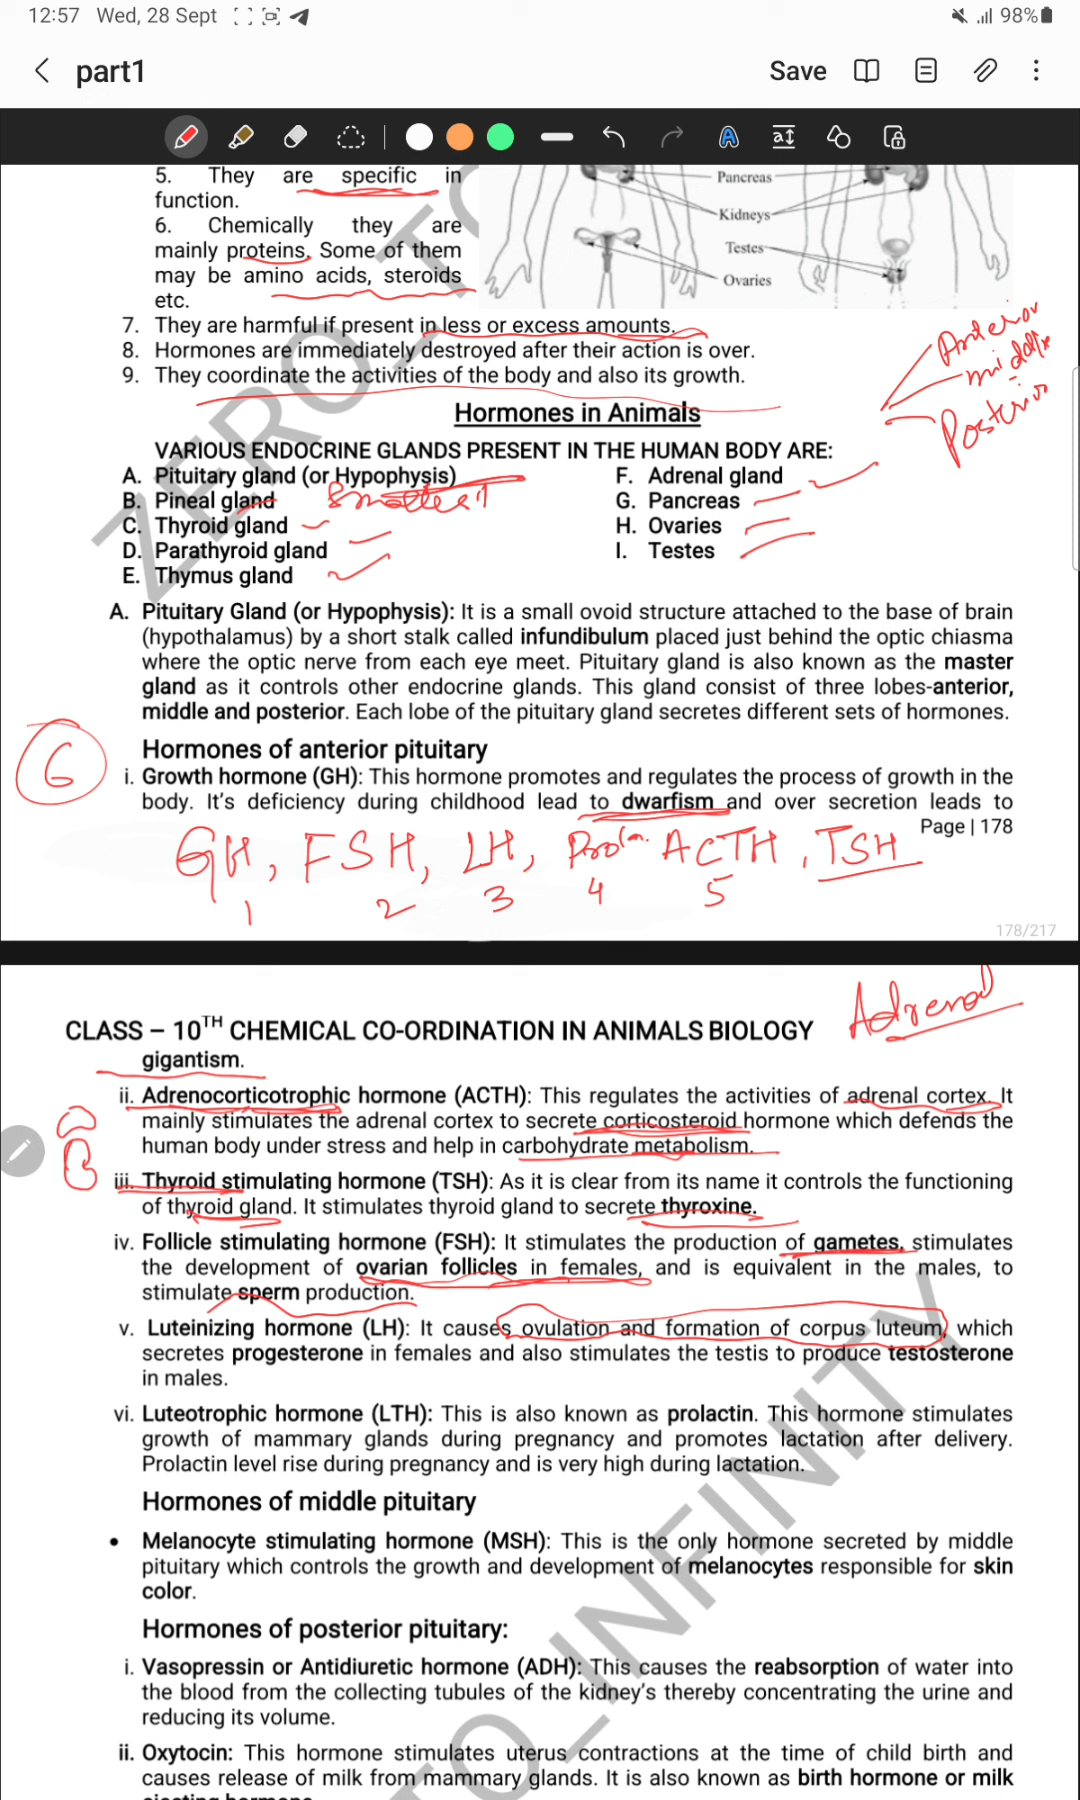 12:57 Wed, 28 Sept
98%
part1
Save
5. They are specific in
function.
6. Chemically they are
mainly proteins. Some of them
may be amino acids, steroids
etc.
Pancreas
Kidneys
Testes
Ovaries
7. They are harmful if present in less or excess amounts.
8. Hormones are immediately destroyed after their action is over.
9. They coordinate the activities of the body and also its growth.
Anterior
middle
Posterior
Hormones in Animals
VARIOUS ENDOCRINE GLANDS PRESENT IN THE HUMAN BODY ARE:
A. Pituitary gland (or Hypophysis)
B. Pineal gland smallest
C. Thyroid gland
D. Parathyroid gland
E. Thymus gland
F. Adrenal gland
G. Pancreas
H. Ovaries
I. Testes
A. Pituitary Gland (or Hypophysis): It is a small ovoid structure attached to the base of brain
(hypothalamus) by a short stalk called infundibulum placed just behind the optic chiasma
where the optic nerve from each eye meet. Pituitary gland is also known as the master
gland as it controls other endocrine glands. This gland consist of three lobes-anterior,
middle and posterior. Each lobe of the pituitary gland secretes different sets of hormones.
6
Hormones of anterior pituitary
i. Growth hormone (GH): This hormone promotes and regulates the process of growth in the
body. It's deficiency during childhood lead to dwarfism and over secretion leads to
Page | 178
GH, FSH, LH, Prola. ACTH, TSH
1 2 3 4 5
178/217
Adrenal
CLASS – 10TH CHEMICAL CO-ORDINATION IN ANIMALS BIOLOGY
gigantism.
ii. Adrenocorticotrophic hormone (ACTH): This regulates the activities of adrenal cortex. It
mainly stimulates the adrenal cortex to secrete corticosteroid hormone which defends the
human body under stress and help in carbohydrate metabolism.
iii. Thyroid stimulating hormone (TSH): As it is clear from its name it controls the functioning
of thyroid gland. It stimulates thyroid gland to secrete thyroxine.
iv. Follicle stimulating hormone (FSH): It stimulates the production of gametes, stimulates
the development of ovarian follicles in females, and is equivalent in the males, to
stimulate sperm production.
v. Luteinizing hormone (LH): It causes ovulation and formation of corpus luteum, which
secretes progesterone in females and also stimulates the testis to produce testosterone
in males.
vi. Luteotrophic hormone (LTH): This is also known as prolactin. This hormone stimulates
growth of mammary glands during pregnancy and promotes lactation after delivery.
Prolactin level rise during pregnancy and is very high during lactation.
Hormones of middle pituitary
• Melanocyte stimulating hormone (MSH): This is the only hormone secreted by middle
pituitary which controls the growth and development of melanocytes responsible for skin
color.
Hormones of posterior pituitary:
i. Vasopressin or Antidiuretic hormone (ADH): This causes the reabsorption of water into
the blood from the collecting tubules of the kidney's thereby concentrating the urine and
reducing its volume.
ii. Oxytocin: This hormone stimulates uterus contractions at the time of child birth and
causes release of milk from mammary glands. It is also known as birth hormone or milk